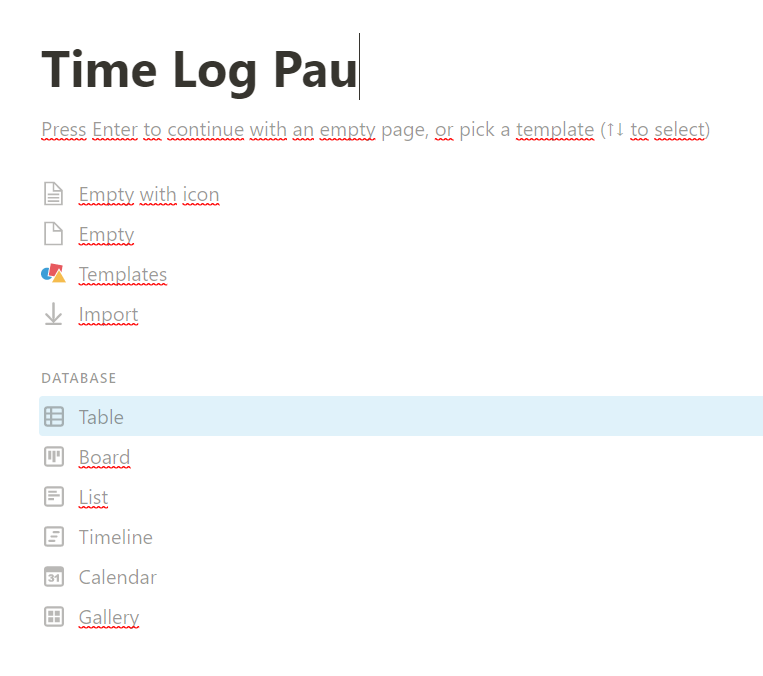 Time Log Pau
Press Enter to continue with an empty page, or pick a template (↑↓ to select)
Empty with icon
Empty
Templates
Import
DATABASE
Table
Board
List
Timeline
31 Calendar
Gallery